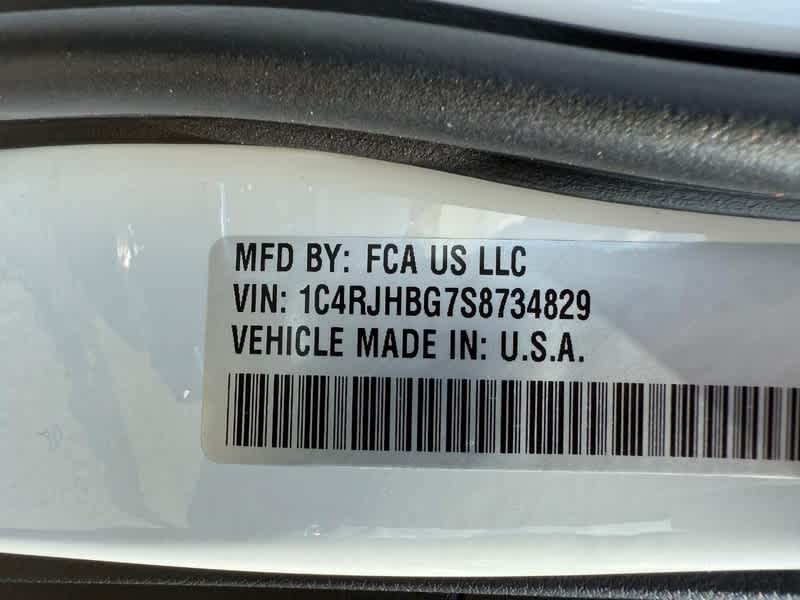 MFD BY: FCA US LLC
VIN: 1C4RJHBG7S8734829
VEHICLE MADE IN: U.S.A.